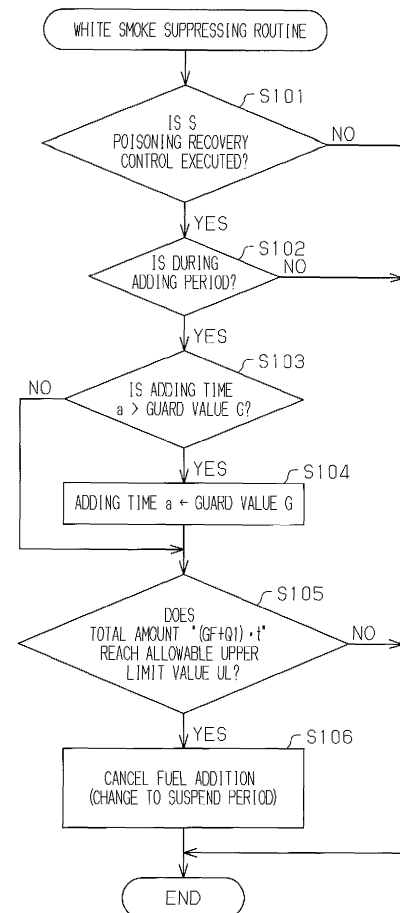 WHITE SMOKE SUPPRESSING ROUTINE
S101
IS S
POISONING RECOVERY
CONTROL EXECUTED?
NO
YES
S102
IS DURING
ADDING PERIOD?
NO
YES
S103
IS ADDING TIME
a > GUARD VALUE G?
NO
YES
S104
ADDING TIME a ← GUARD VALUE G
S105
DOES
TOTAL AMOUNT "(GF+Q1)·t"
REACH ALLOWABLE UPPER
LIMIT VALUE UL?
NO
YES
S106
CANCEL FUEL ADDITION
(CHANGE TO SUSPEND PERIOD)
END